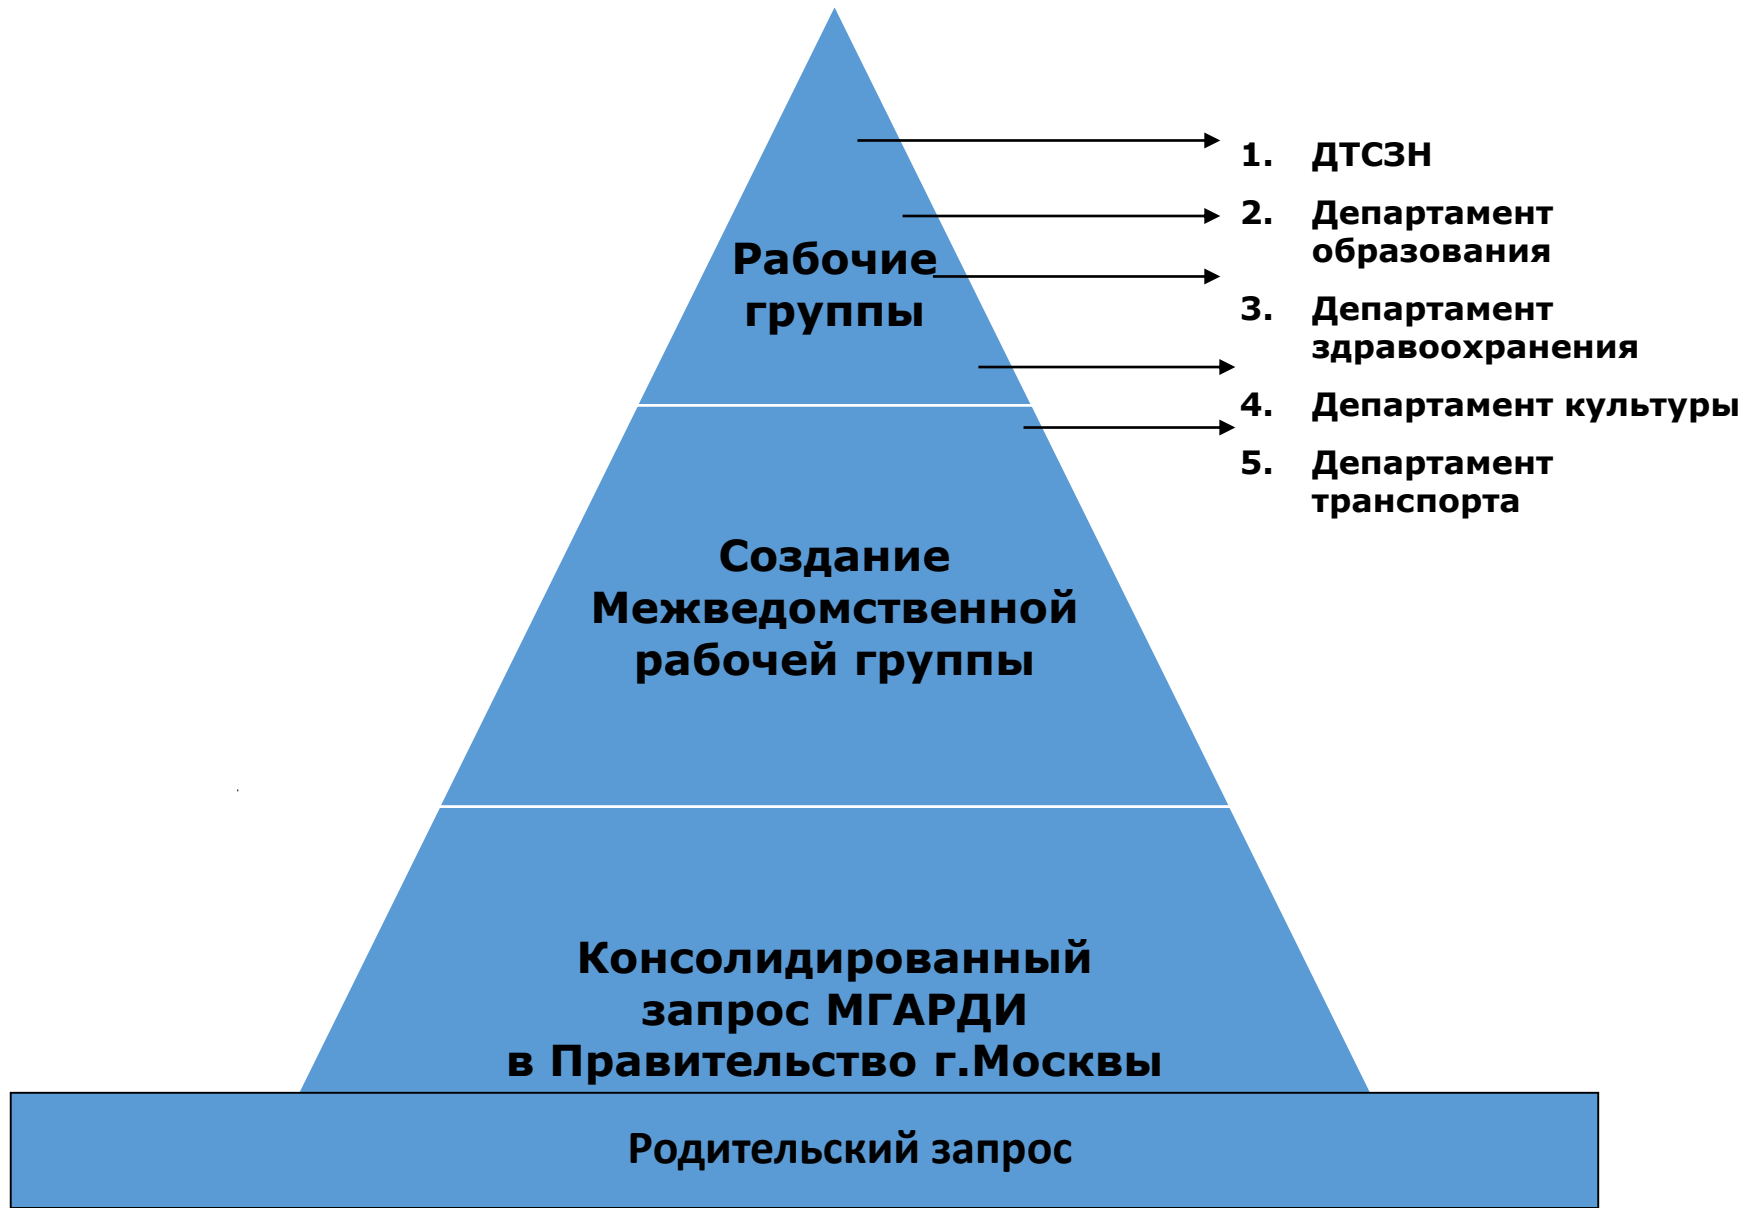 1. ДТСЗН
2. Департамент
образования
3. Департамент
здравоохранения
4. Департамент культуры
5. Департамент
транспорта
Рабочие
группы
Создание
Межведомственной
рабочей группы
Консолидированный
запрос МГАРДИ
в Правительство г.Москвы
Родительский запрос